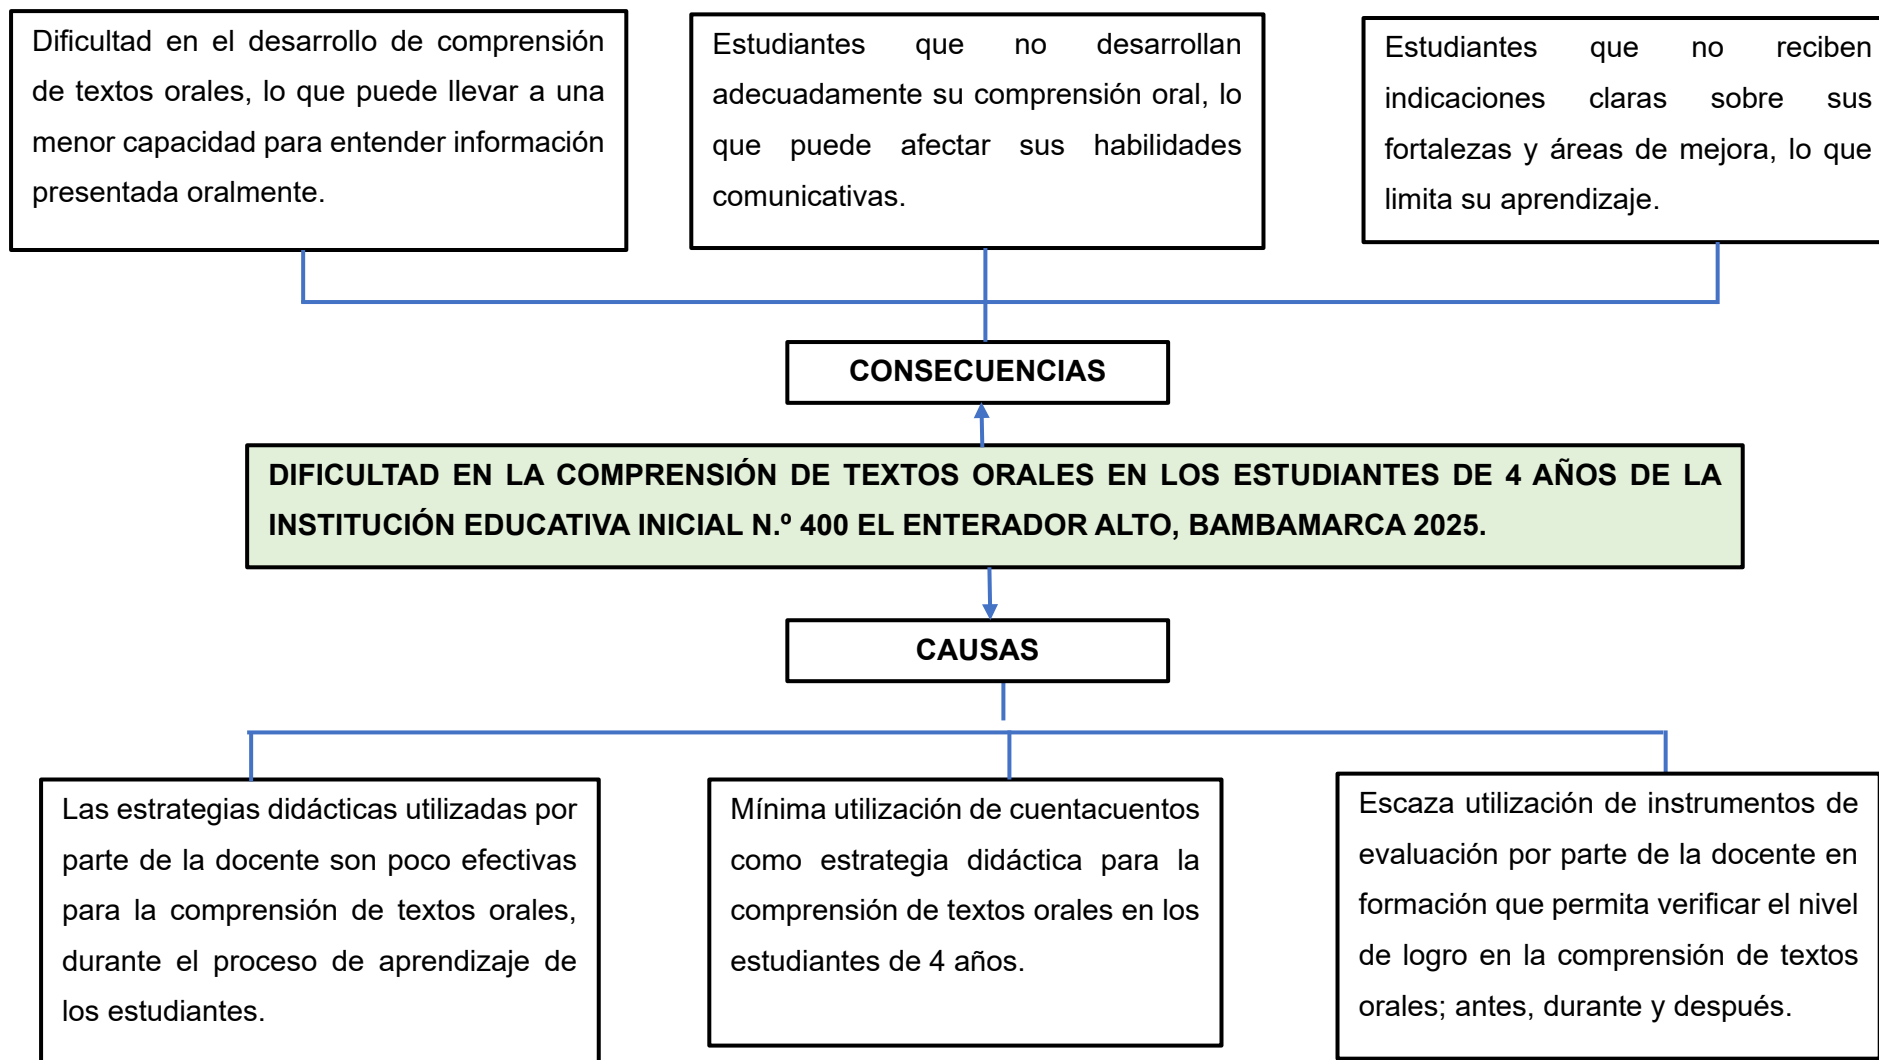 Dificultad en el desarrollo de comprensión
de textos orales, lo que puede llevar a una
menor capacidad para entender información
presentada oralmente.
Estudiantes que no desarrollan
adecuadamente su comprensión oral, lo
que puede afectar sus habilidades
comunicativas.
Estudiantes que no reciben
indicaciones claras sobre sus
fortalezas y áreas de mejora, lo que
limita su aprendizaje.
CONSECUENCIAS
DIFICULTAD EN LA COMPRENSIÓN DE TEXTOS ORALES EN LOS ESTUDIANTES DE 4 AÑOS DE LA
INSTITUCIÓN EDUCATIVA INICIAL N.º 400 EL ENTERADOR ALTO, BAMBAMARCA 2025.
CAUSAS
Las estrategias didácticas utilizadas por
parte de la docente son poco efectivas
para la comprensión de textos orales,
durante el proceso de aprendizaje de
los estudiantes.
Mínima utilización de cuentacuentos
como estrategia didáctica para la
comprensión de textos orales en los
estudiantes de 4 años.
Escaza utilización de instrumentos de
evaluación por parte de la docente en
formación que permita verificar el nivel
de logro en la comprensión de textos
orales; antes, durante y después.